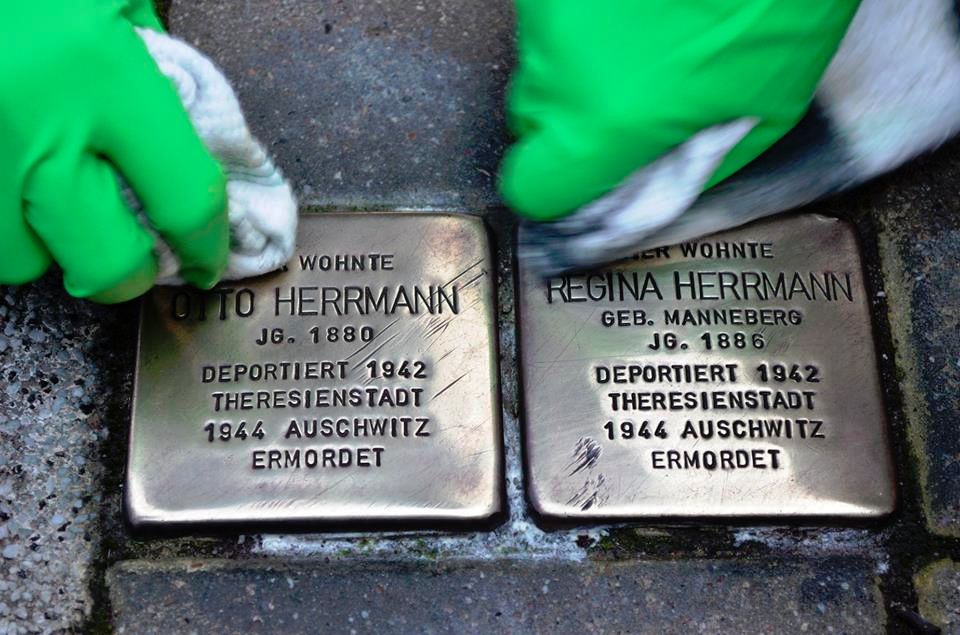 WOHNTE
OTTO HERRMANN
JG. 1880
DEPORTIERT 1942
THERESIENSTADT
1944 AUSCHWITZ
ERMORDET
HIER WOHNTE
REGINA HERRMANN
GEB. MANNEBERG
JG. 1886
DEPORTIERT 1942
THERESIENSTADT
1944 AUSCHWITZ
ERMORDET